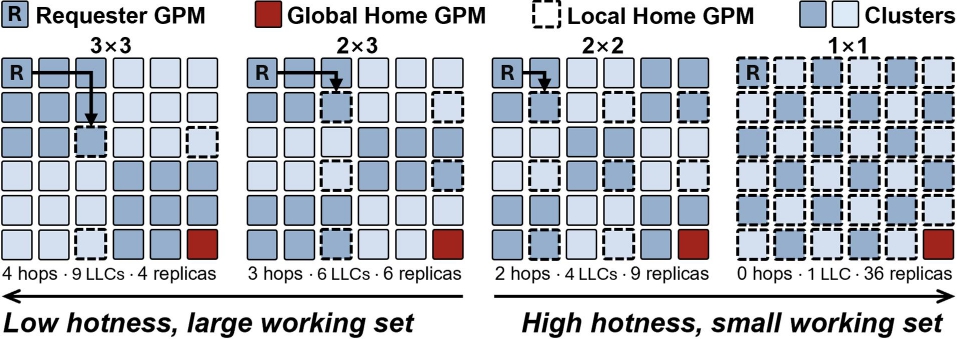 R Requester GPM Global Home GPM Local Home GPM Clusters
3×3 2×3 2×2 1×1
R R R R
4 hops · 9 LLCs · 4 replicas 3 hops · 6 LLCs · 6 replicas 2 hops · 4 LLCs · 9 replicas 0 hops · 1 LLC · 36 replicas
Low hotness, large working set High hotness, small working set